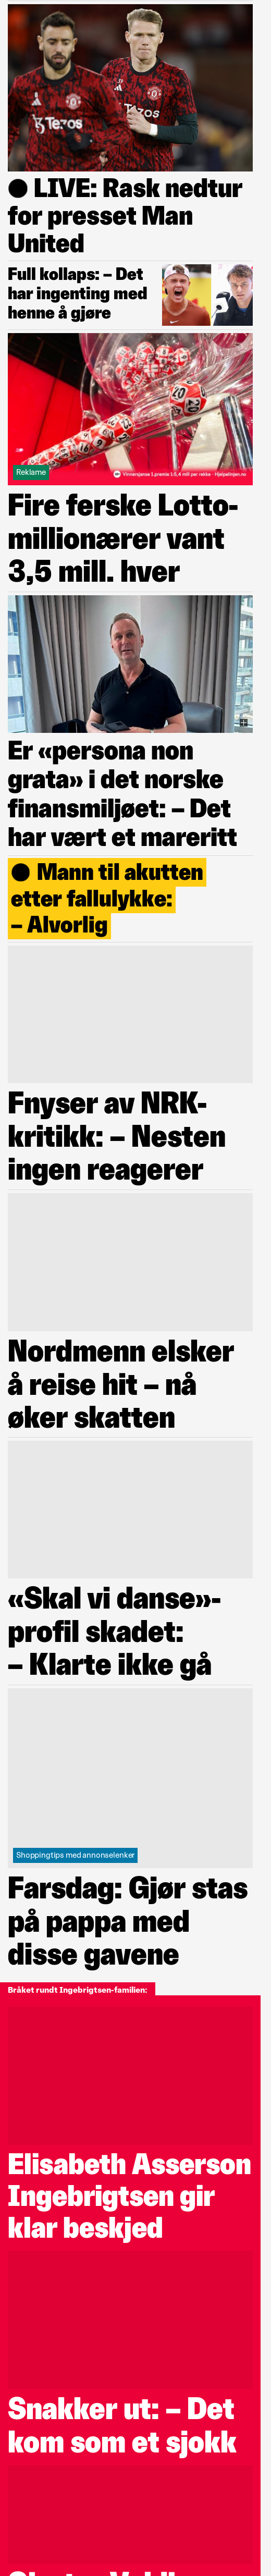 Tezos
TEZOS
LIVE: Rask nedtur
for presset Man
United
Full kollaps: – Det
har ingenting med
henne å gjøre
Reklame
Vinnersjanse 1.premie 1:5,4 mill per rekke - Hjelpelinjen.no
Fire ferske Lotto-
millionærer vant
3,5 mill. hver
Er «persona non
grata» i det norske
finansmiljøet: – Det
har vært et mareritt
Mann til akutten
etter fallulykke:
– Alvorlig
Fnyser av NRK-
kritikk: – Nesten
ingen reagerer
Nordmenn elsker
å reise hit – nå
øker skatten
«Skal vi danse»-
profil skadet:
– Klarte ikke gå
Shoppingtips med annonselenker
Farsdag: Gjør stas
på pappa med
disse gavene
Bråket rundt Ingebrigtsen-familien:
Elisabeth Asserson
Ingebrigtsen gir
klar beskjed
Snakker ut: – Det
kom som et sjokk